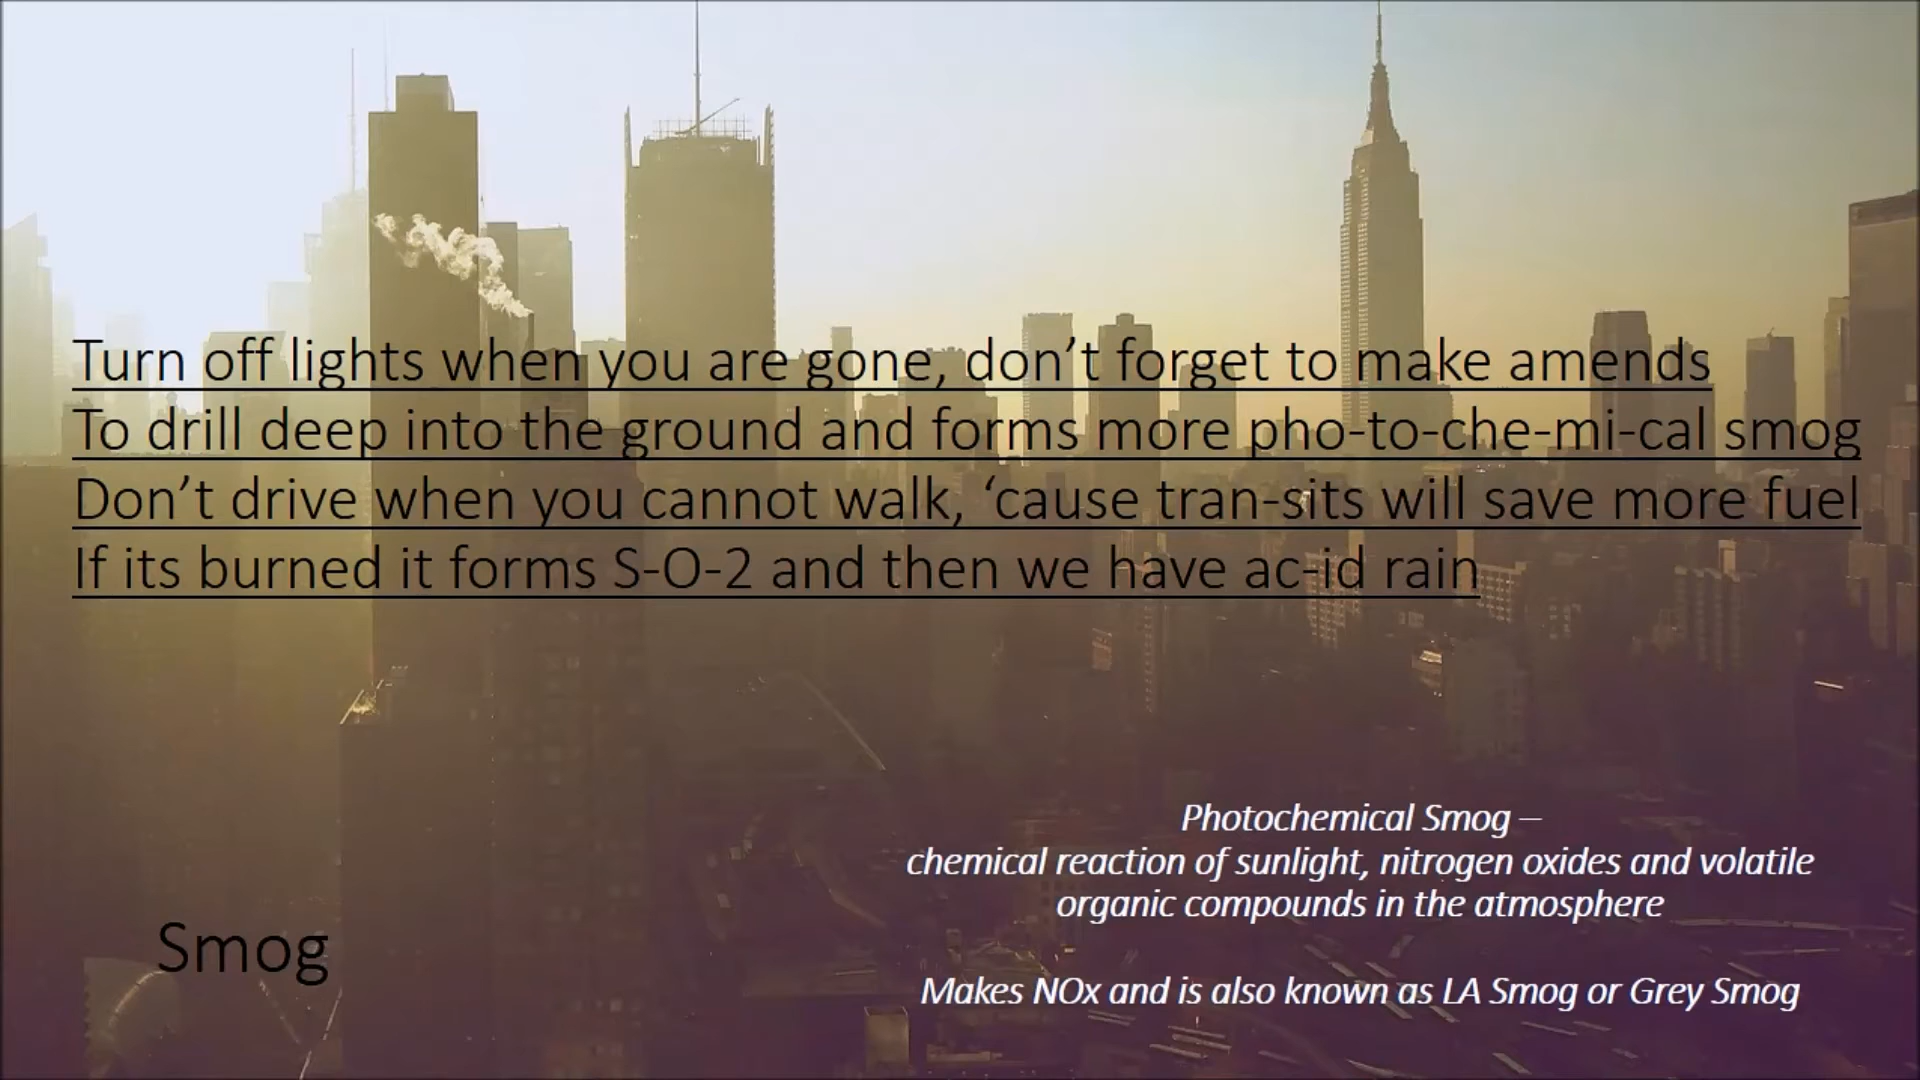 Turn off lights when you are gone, don’t forget to make amends
To drill deep into the ground and forms more pho-to-che-mi-cal smog
Don’t drive when you cannot walk, ‘cause tran-sits will save more fuel
If its burned it forms S-O-2 and then we have ac-id rain
Photochemical Smog –
chemical reaction of sunlight, nitrogen oxides and volatile
organic compounds in the atmosphere
Smog
Makes NOx and is also known as LA Smog or Grey Smog